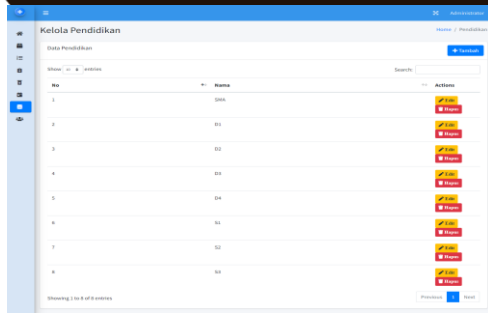 Administrator
Kelola Pendidikan
Home / Pendidikan
Data Pendidikan
+ Tambah
Show 10 entries
Search:
No Nama Actions
1 SMA Edit
Hapus
2 D1 Edit
Hapus
3 D2 Edit
Hapus
4 D3 Edit
Hapus
5 D4 Edit
Hapus
6 S1 Edit
Hapus
7 S2 Edit
Hapus
8 S3 Edit
Hapus
Showing 1 to 8 of 8 entries
Previous 1 Next